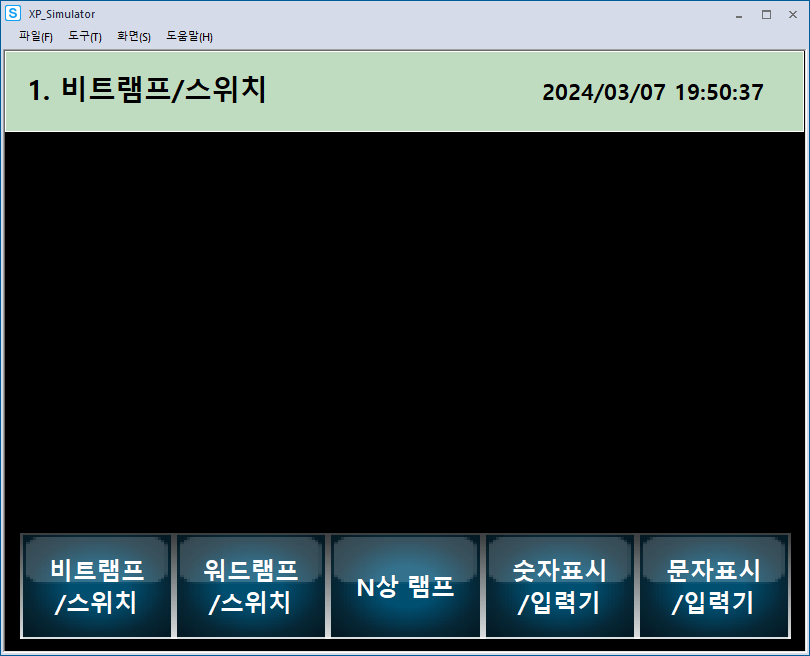 S XP_Simulator
파일(F) 도구(T) 화면(S) 도움말(H)
1. 비트램프/스위치 2024/03/07 19:50:37
비트램프
/스위치
워드램프
/스위치
N상 램프
숫자표시
/입력기
문자표시
/입력기